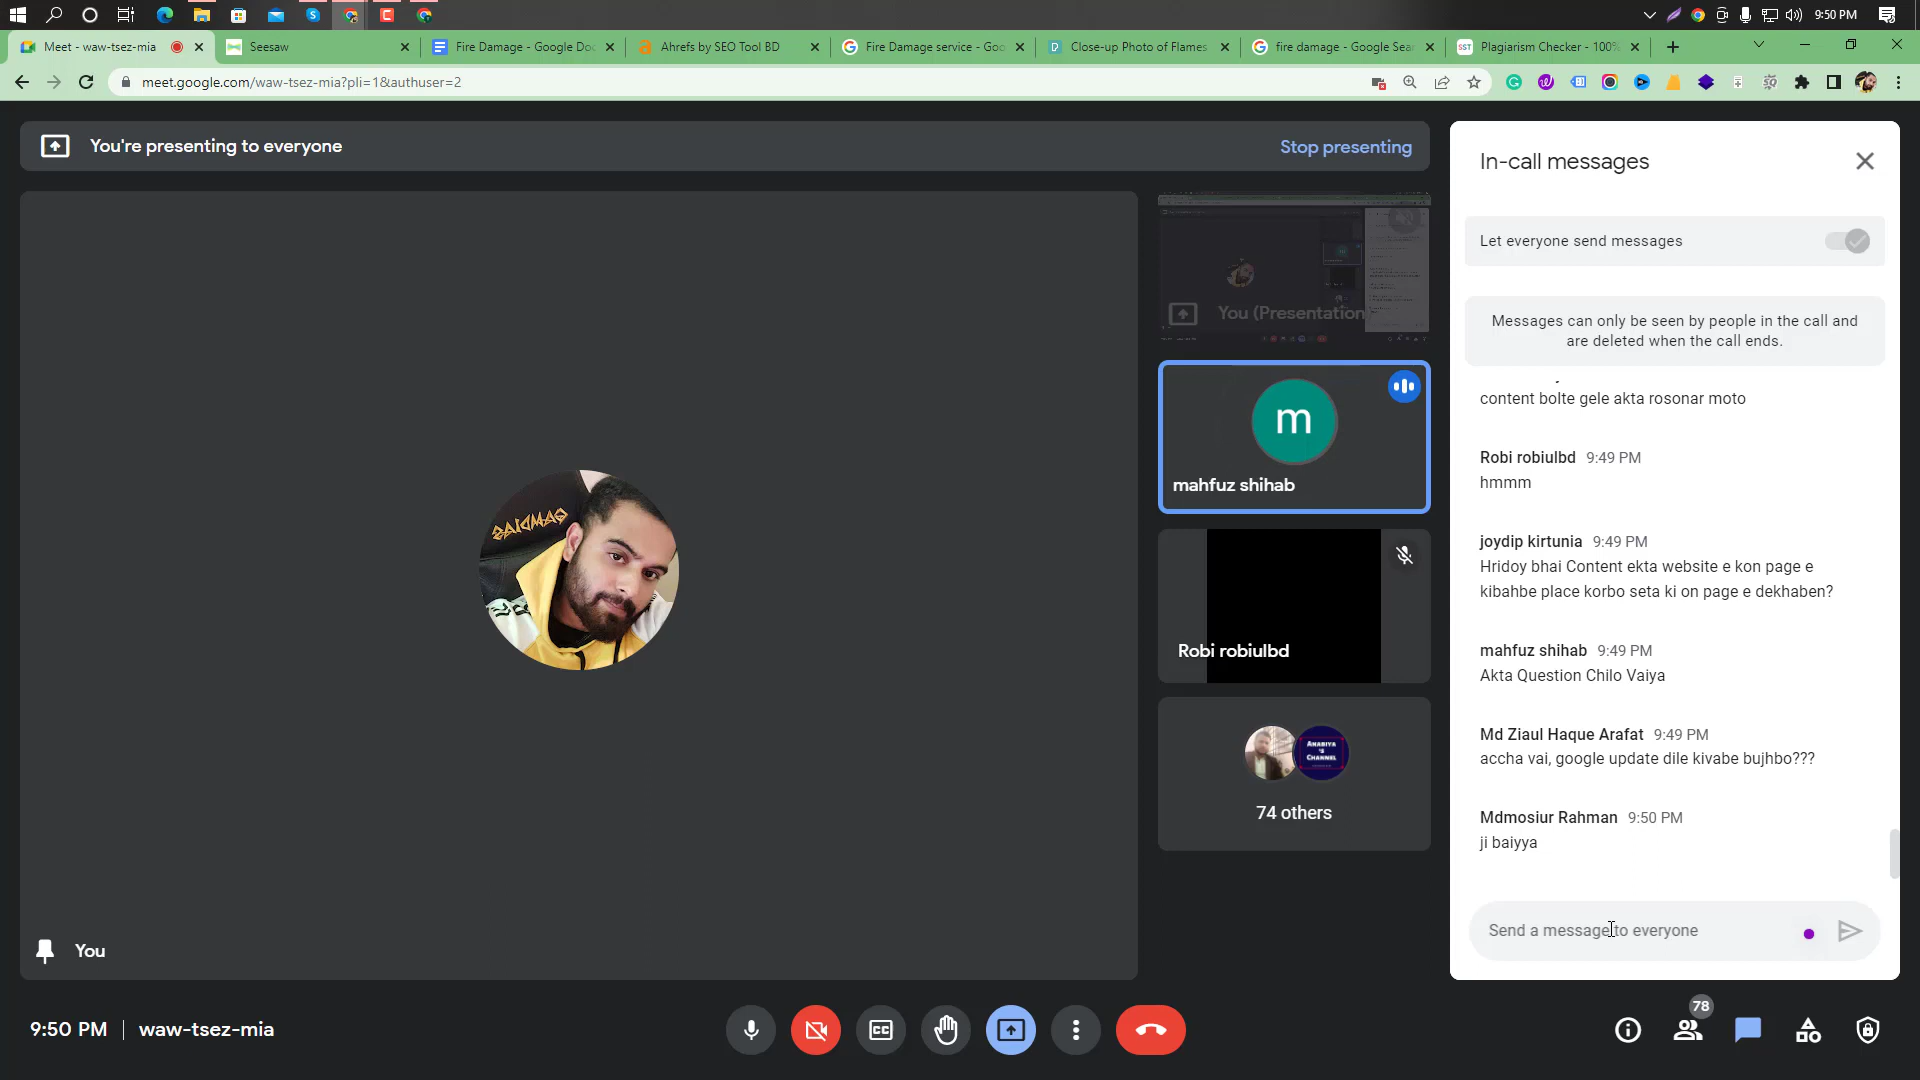 9:50 PM
Meet - waw-tsez-mia
Seesaw
Fire Damage - Google Doc
Ahrefs by SEO Tool BD
Fire Damage service - Goo
Close-up Photo of Flames
fire damage - Google Sear
Plagiarism Checker - 100%
meet.google.com/waw-tsez-mia?pli=1&authuser=2
You're presenting to everyone
Stop presenting
You
You (Presentation)
m
mahfuz shihab
Robi robiulbd
ANABIYA
'S
CHANNEL
74 others
In-call messages
Let everyone send messages
Messages can only be seen by people in the call and
are deleted when the call ends.
content bolte gele akta rosonar moto
Robi robiulbd 9:49 PM
hmmm
joydip kirtunia 9:49 PM
Hridoy bhai Content ekta website e kon page e
kibahbe place korbo seta ki on page e dekhaben?
mahfuz shihab 9:49 PM
Akta Question Chilo Vaiya
Md Ziaul Haque Arafat 9:49 PM
accha vai, google update dile kivabe bujhbo???
Mdmosiur Rahman 9:50 PM
ji baiyya
Send a message to everyone
9:50 PM | waw-tsez-mia
78